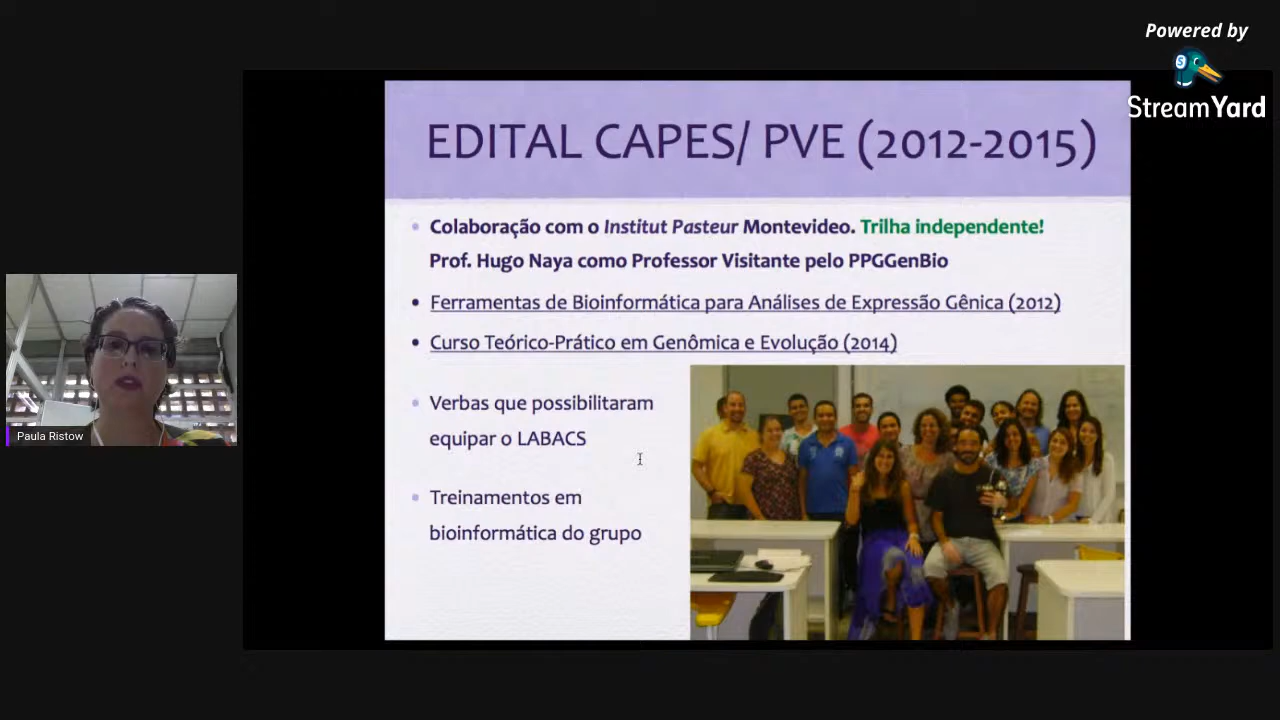 Powered by
StreamYard
EDITAL CAPES/ PVE (2012-2015)
Colaboração com o Institut Pasteur Montevideo. Trilha independente!
Prof. Hugo Naya como Professor Visitante pelo PPGGenBio
Ferramentas de Bioinformática para Análises de Expressão Gênica (2012)
Curso Teórico-Prático em Genômica e Evolução (2014)
Verbas que possibilitaram
equipar o LABACS
Treinamentos em
bioinformática do grupo
Paula Ristow